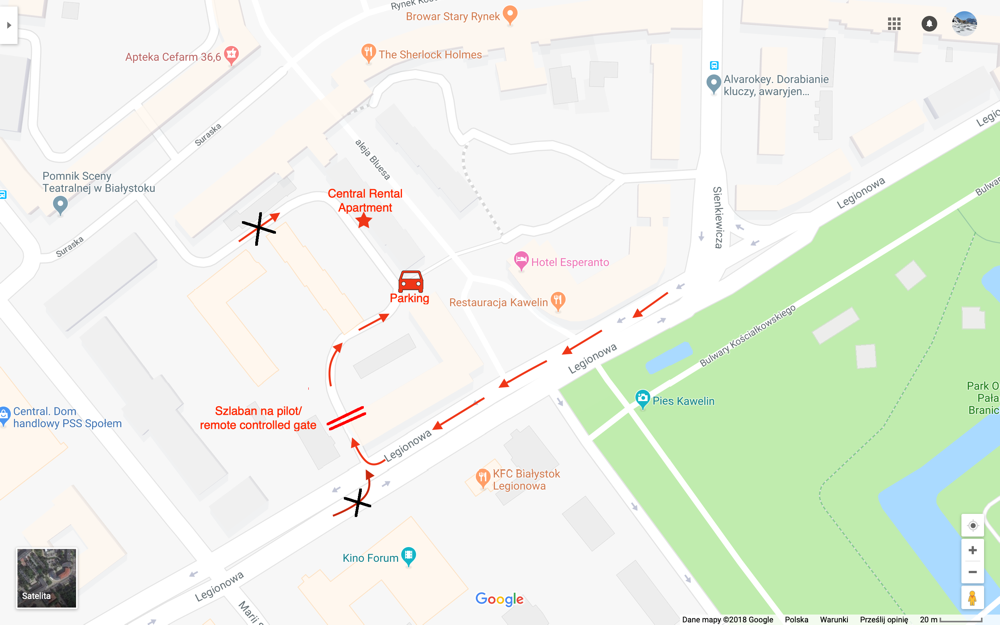 Rynek Kościuszki
Browar Stary Rynek
The Sherlock Holmes
Apteka Cefarm 36,6
Alvarokey. Dorabianie
kluczy, awaryjen...
Legionowa
Suraska
aleja Bluesa
Pomnik Sceny
Teatralnej w Białystoku
Central Rental
Apartment
Sienkiewicza
Legionowa
Bulwary
Suraska
Hotel Esperanto
Parking
Restauracja Kawelin
Bulwary Kościałkowskiego
Legionowa
Park O
Pała
Branic
Pies Kawelin
Szlaban na pilot/
remote controlled gate
Central. Dom
handlowy PSS Społem
Legionowa
KFC Białystok
Legionowa
Kino Forum
Legionowa
Marii
Satelita
Google
Dane mapy ©2018 Google Polska Warunki Prześlij opinię 20 m